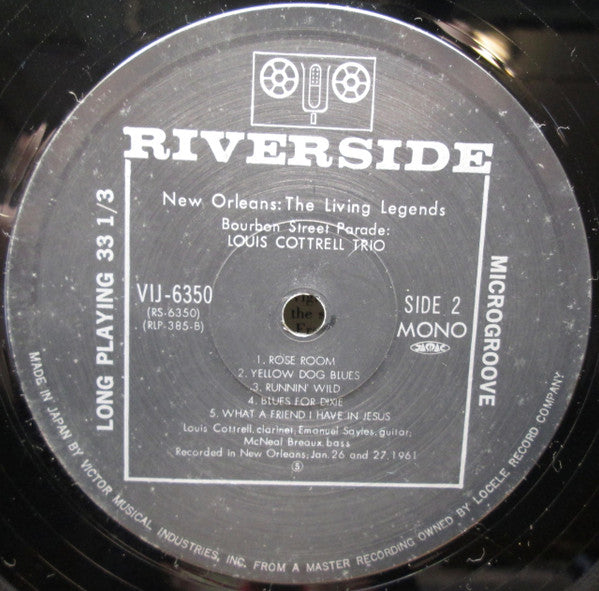 RIVERSIDE
New Orleans: The Living Legends
Bourbon Street Parade:
LOUIS COTTRELL TRIO
LONG PLAYING 33 1/3
MICROGROOVE
VIJ-6350
(RS-6350)
(RLP-385-B)
SIDE 2
MONO
1. ROSE ROOM
2. YELLOW DOG BLUES
3. RUNNIN' WILD
4. BLUES FOR DIXIE
5. WHAT A FRIEND I HAVE IN JESUS
Louis Cottrell, clarinet; Emanuel Sayles, guitar;
McNeal Breaux, bass
Recorded in New Orleans; Jan. 26 and 27, 1961
S
MADE IN JAPAN BY VICTOR MUSICAL INDUSTRIES, INC. FROM A MASTER RECORDING OWNED BY LOCELE RECORD COMPANY
the s